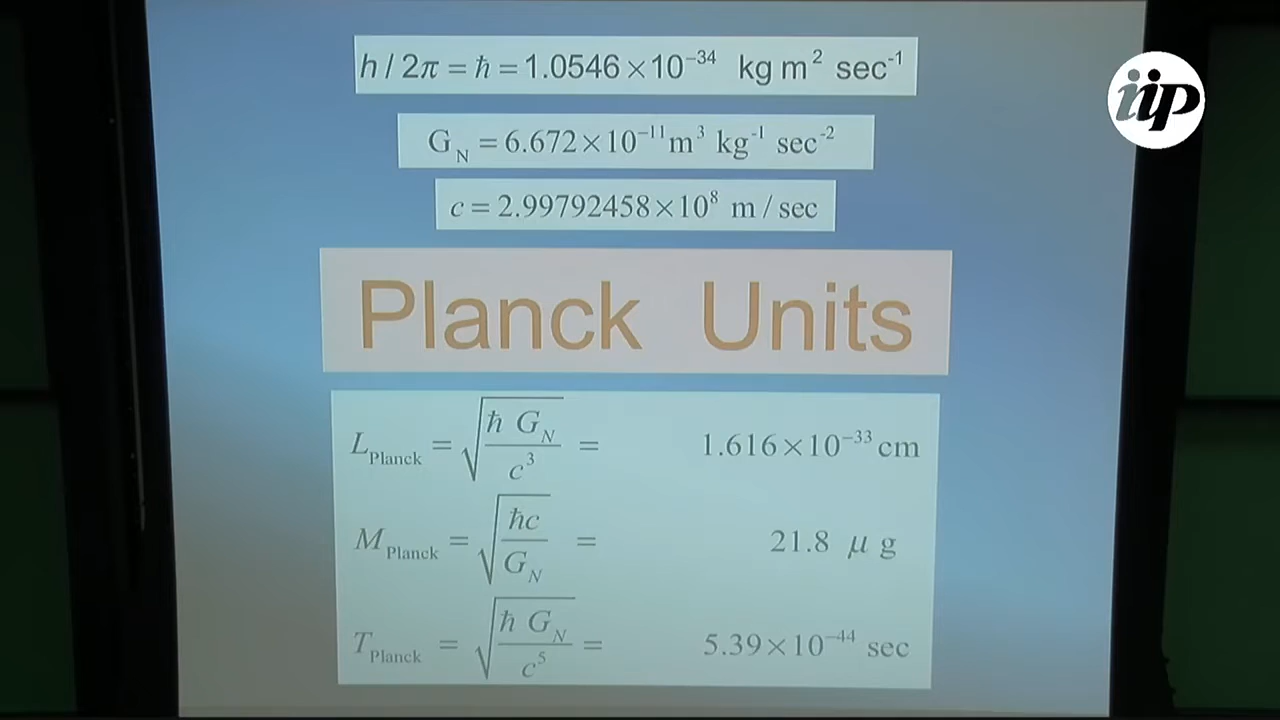 h / 2π = ħ = 1.0546 × 10⁻³⁴ kg m² sec⁻¹
iip
G_N = 6.672 × 10⁻¹¹ m³ kg⁻¹ sec⁻²
c = 2.99792458 × 10⁸ m / sec
Planck Units
L_Planck = √(ħ G_N / c³) = 1.616 × 10⁻³³ cm
M_Planck = √(ħc / G_N) = 21.8 μ g
T_Planck = √(ħ G_N / c⁵) = 5.39 × 10⁻⁴⁴ sec